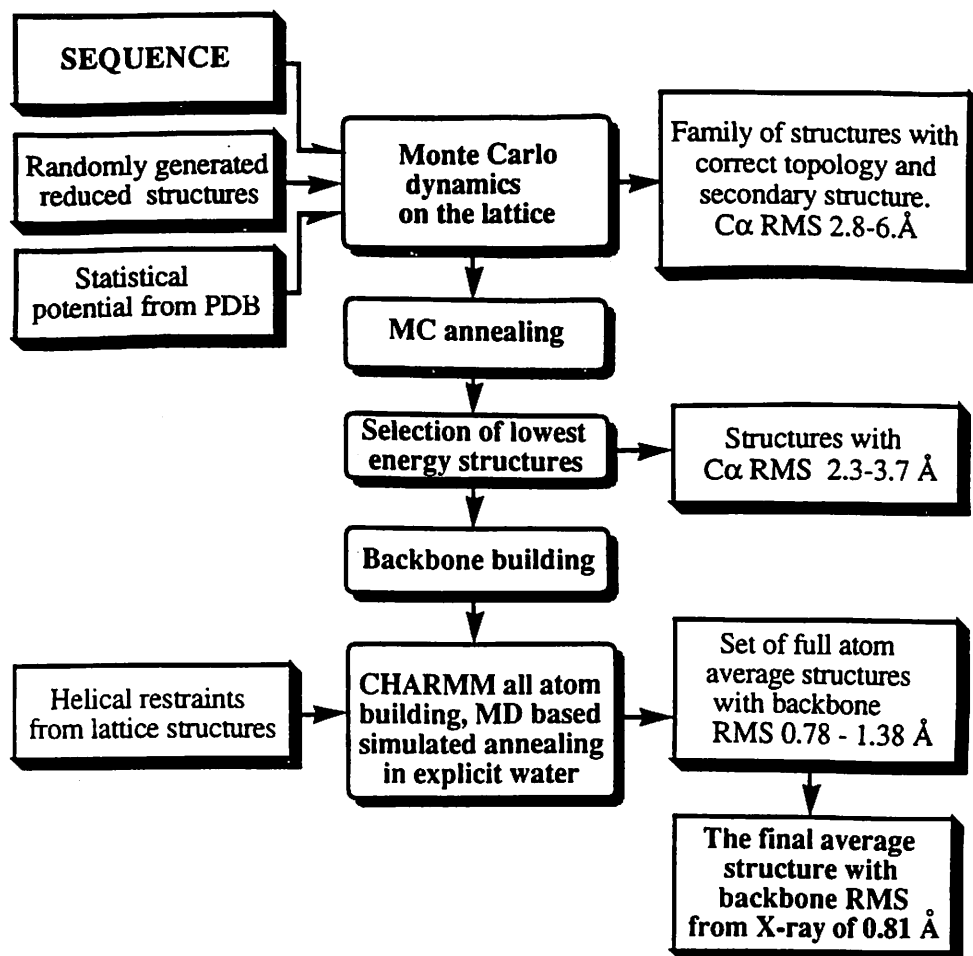 SEQUENCE
Randomly generated
reduced structures
Statistical
potential from PDB
Monte Carlo
dynamics
on the lattice
Family of structures with
correct topology and
secondary structure.
Cα RMS 2.8-6.Å
MC annealing
Selection of lowest
energy structures
Structures with
Cα RMS 2.3-3.7 Å
Backbone building
Helical restraints
from lattice structures
CHARMM all atom
building, MD based
simulated annealing
in explicit water
Set of full atom
average structures
with backbone
RMS 0.78 - 1.38 Å
The final average
structure with
backbone RMS
from X-ray of 0.81 Å